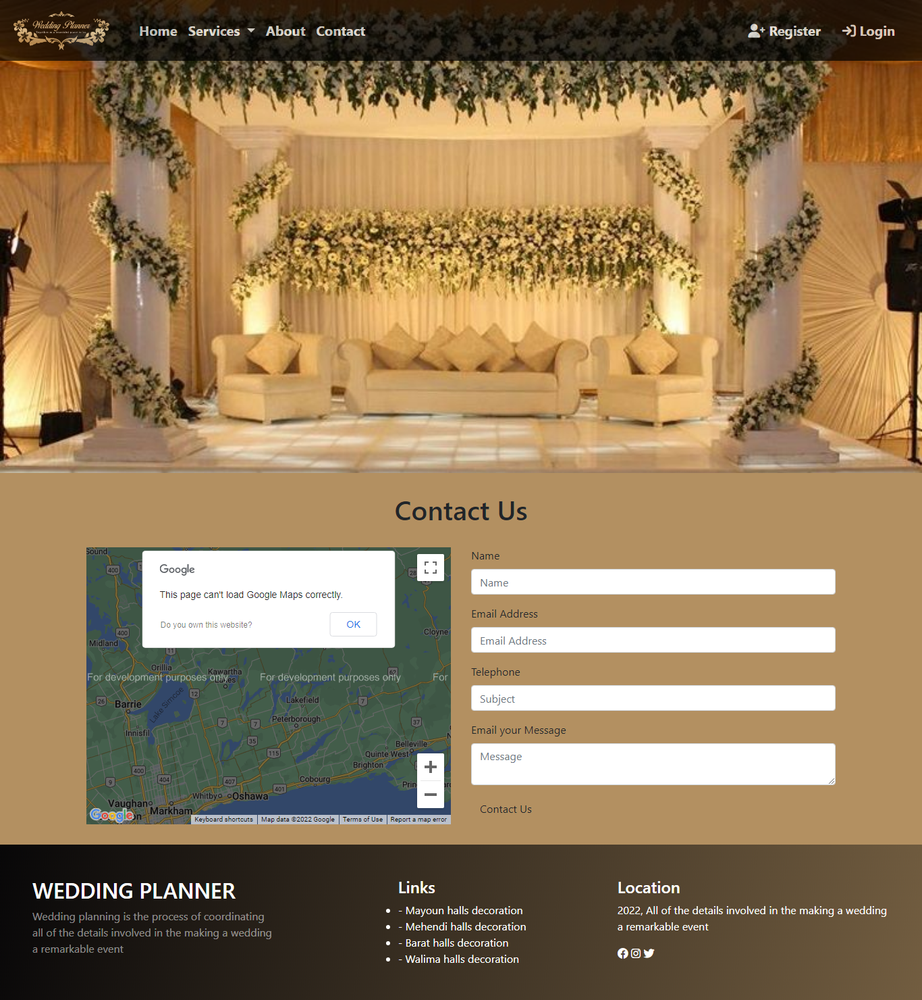 Wedding Planner
Home Services About Contact
Register Login
Contact Us
Sound
400
Google
This page can't load Google Maps correctly.
Do you own this website?
OK
28
400
Midland
Cloyne
11
Orillia
Kawartha
Lakes
62
For development purposes only
For development purposes only
For
26
Barrie
12
Lake Simcoe
Lakefield
7
Innisfil
7
7
Peterborough
37
35
115
Belleville
Quinte West
400
404
407
Brighton
9
401
Cobourg
Whitby
Oshawa
Vaughan
Markham
Google
Keyboard shortcuts
Map data ©2022 Google
Terms of Use
Report a map error
Name
Name
Email Address
Email Address
Telephone
Subject
Email your Message
Message
Contact Us
WEDDING PLANNER
Wedding planning is the process of coordinating
all of the details involved in the making a wedding
a remarkable event
Links
- Mayoun halls decoration
- Mehendi halls decoration
- Barat halls decoration
- Walima halls decoration
Location
2022, All of the details involved in the making a wedding
a remarkable event